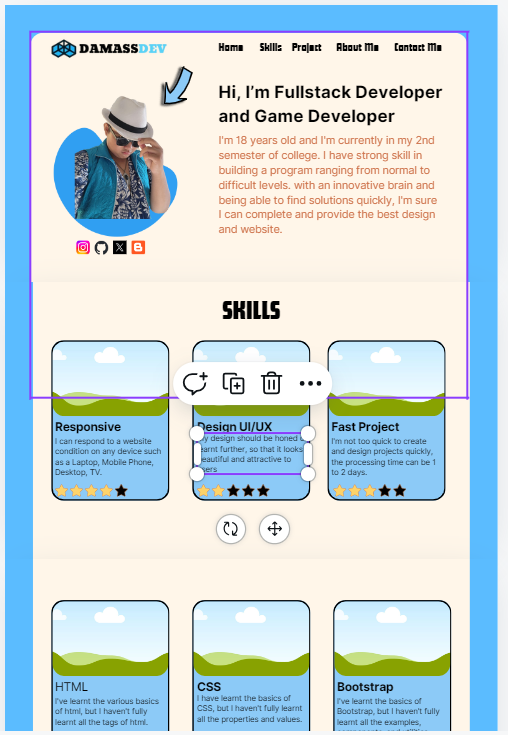 DAMASSDEV
Home Skills Project About Me Contact Me
Hi, I'm Fullstack Developer
and Game Developer
I'm 18 years old and I'm currently in my 2nd
semester of college. I have strong skill in
building a program ranging from normal to
difficult levels. with an innovative brain and
being able to find solutions quickly, I'm sure
I can complete and provide the best design
and website.
SKILLS
Responsive
I can respond to a website
condition on any device such
as a Laptop, Mobile Phone,
Desktop, TV.
Design UI/UX
design should be honed
learnt further, so that it looks
beautiful and attractive to
users
Fast Project
I'm not too quick to create
and design projects quickly,
the processing time can be 1
to 2 days.
HTML
I've learnt the various basics
of html, but I haven't fully
learnt all the tags of html.
CSS
I have learnt the basics of
CSS, but I haven't fully learnt
all the properties and values.
Bootstrap
I've learnt the basics of
Bootstrap, but I haven't fully
learnt all the examples,